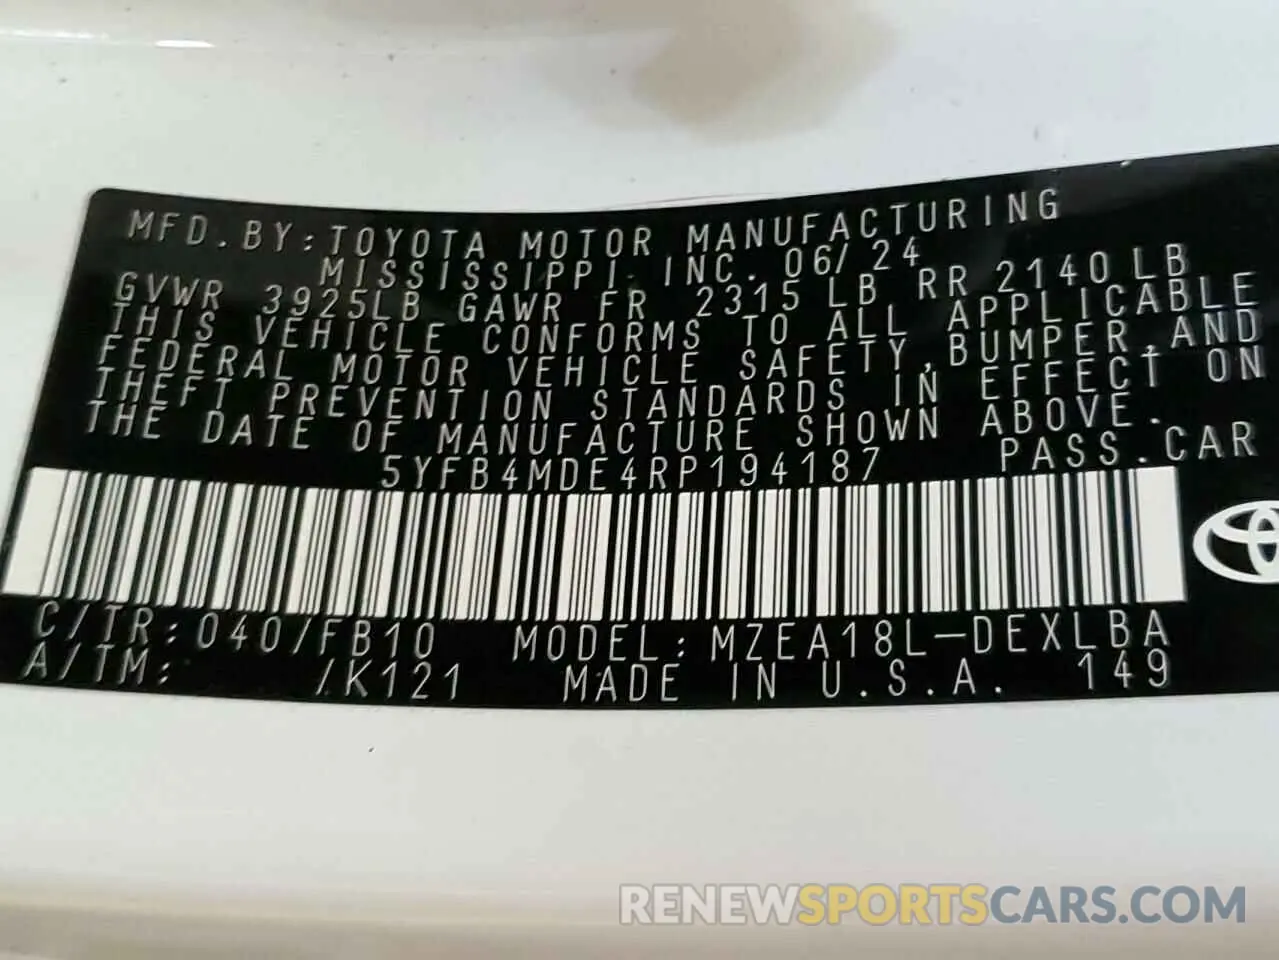 MFD.BY:TOYOTA MOTOR MANUFACTURING
MISSISSIPPI, INC. 06/24
GVWR 3925LB GAWR FR 2315 LB RR 2140 LB
THIS VEHICLE CONFORMS TO ALL APPLICABLE
FEDERAL MOTOR VEHICLE SAFETY, BUMPER, AND
THEFT PREVENTION STANDARDS IN EFFECT ON
THE DATE OF MANUFACTURE SHOWN ABOVE.
5YFB4MDE4RP194187 PASS.CAR
C/TR:040/FB10 MODEL:MZEA18L-DEXLBA
A/TM: /K121 MADE IN U.S.A. 149
RENEWSPORTSCARS.COM